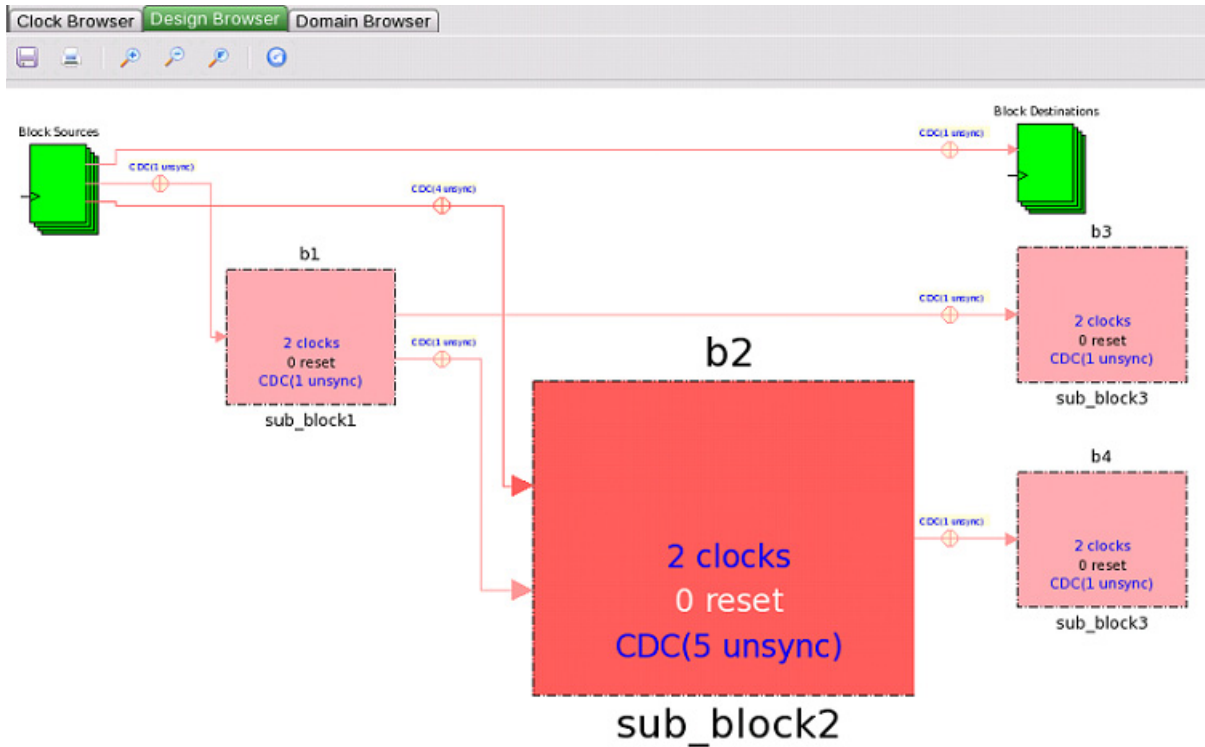 Clock Browser
Design Browser
Domain Browser
Block Sources
Block Destinations
CDC(1 unsync)
CDC(1 unsync)
CDC(4 unsync)
b1
2 clocks
0 reset
CDC(1 unsync)
sub_block1
CDC(1 unsync)
CDC(1 unsync)
b3
2 clocks
0 reset
CDC(1 unsync)
sub_block3
b2
2 clocks
0 reset
CDC(5 unsync)
sub_block2
CDC(1 unsync)
b4
2 clocks
0 reset
CDC(1 unsync)
sub_block3